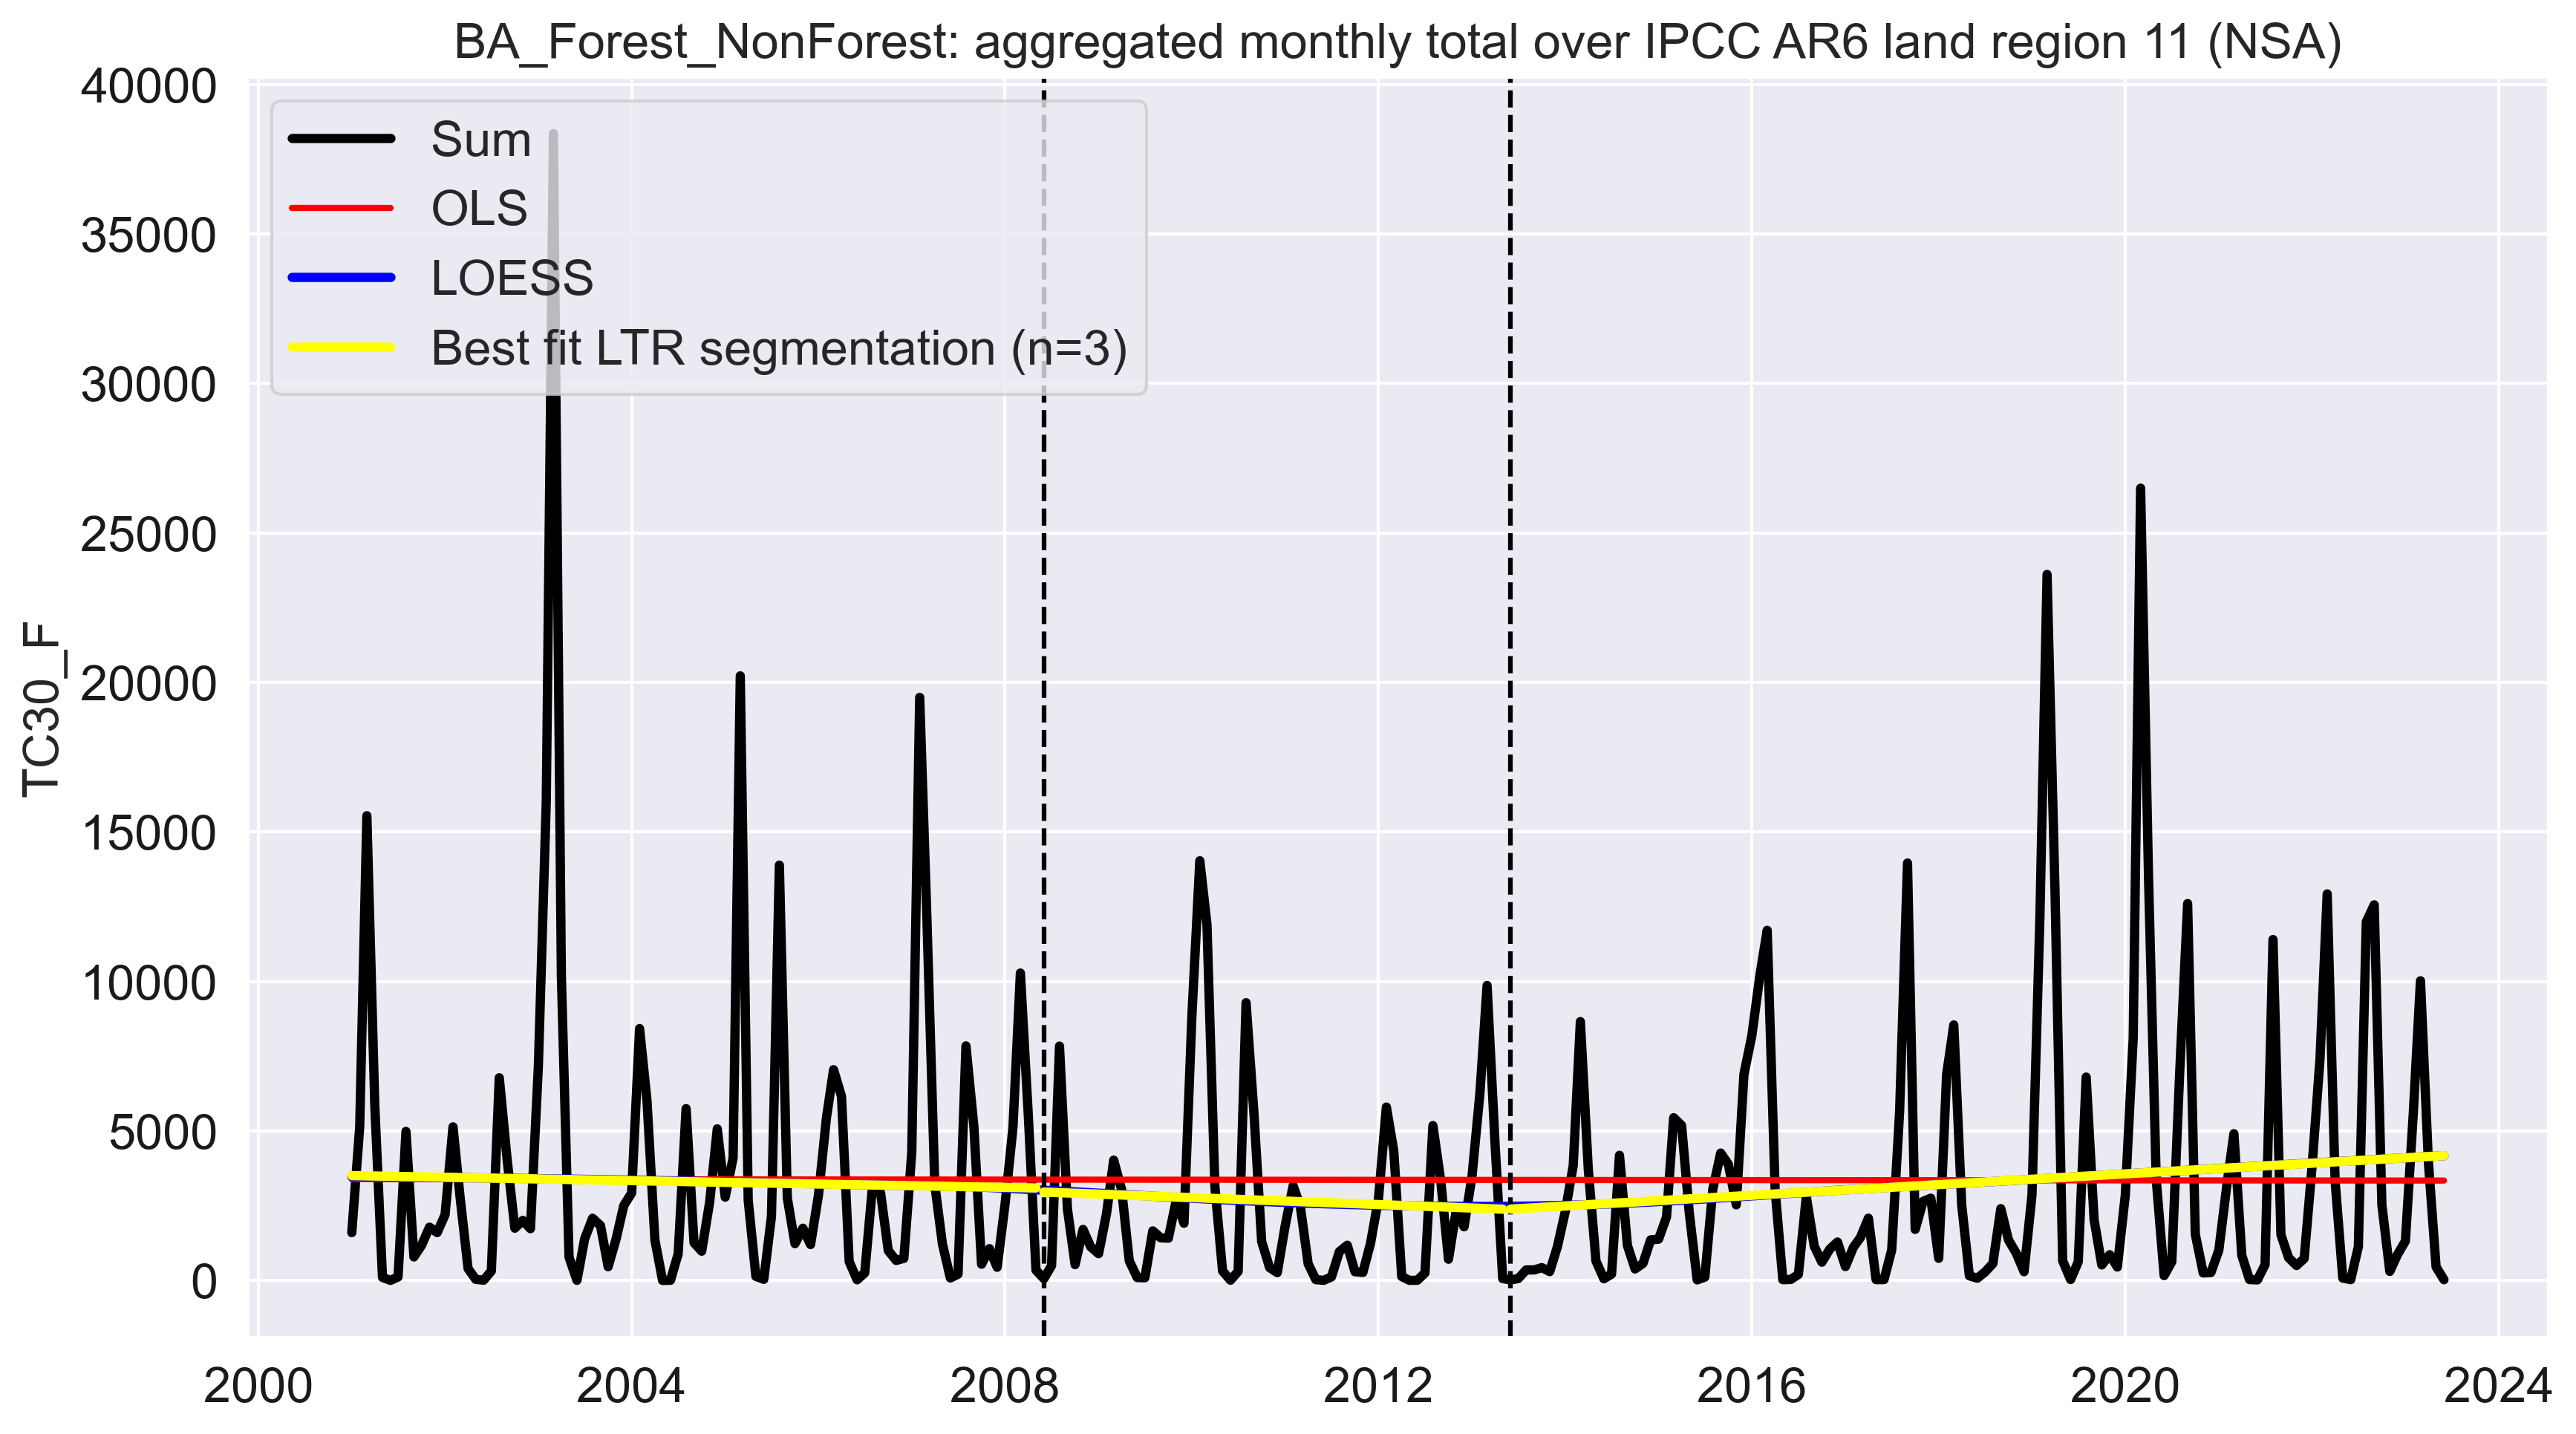 BA_Forest_NonForest: aggregated monthly total over IPCC AR6 land region 11 (NSA)
40000
35000
30000
25000
20000
15000
10000
5000
0
TC30_F
Sum
OLS
LOESS
Best fit LTR segmentation (n=3)
2000 2004 2008 2012 2016 2020 2024